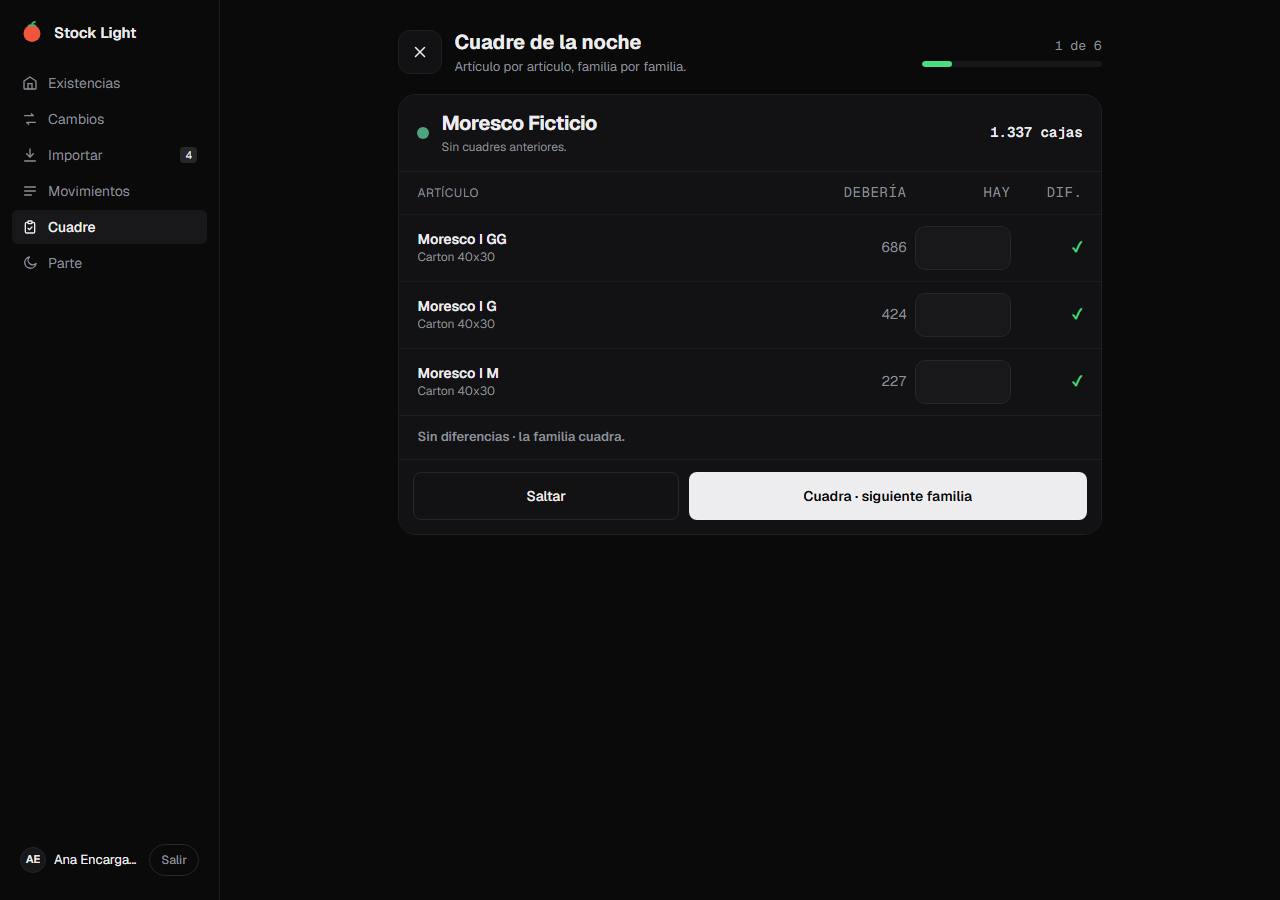 Stock Light
Existencias
Cambios
Importar 4
Movimientos
Cuadre
Parte
AE Ana Encarga... Salir
Cuadre de la noche
Artículo por artículo, familia por familia.
1 de 6
Moresco Ficticio
Sin cuadres anteriores.
1.337 cajas
ARTÍCULO DEBERÍA HAY DIF.
Moresco I GG
Carton 40x30
686 ✓
Moresco I G
Carton 40x30
424 ✓
Moresco I M
Carton 40x30
227 ✓
Sin diferencias · la familia cuadra.
Saltar
Cuadra · siguiente familia